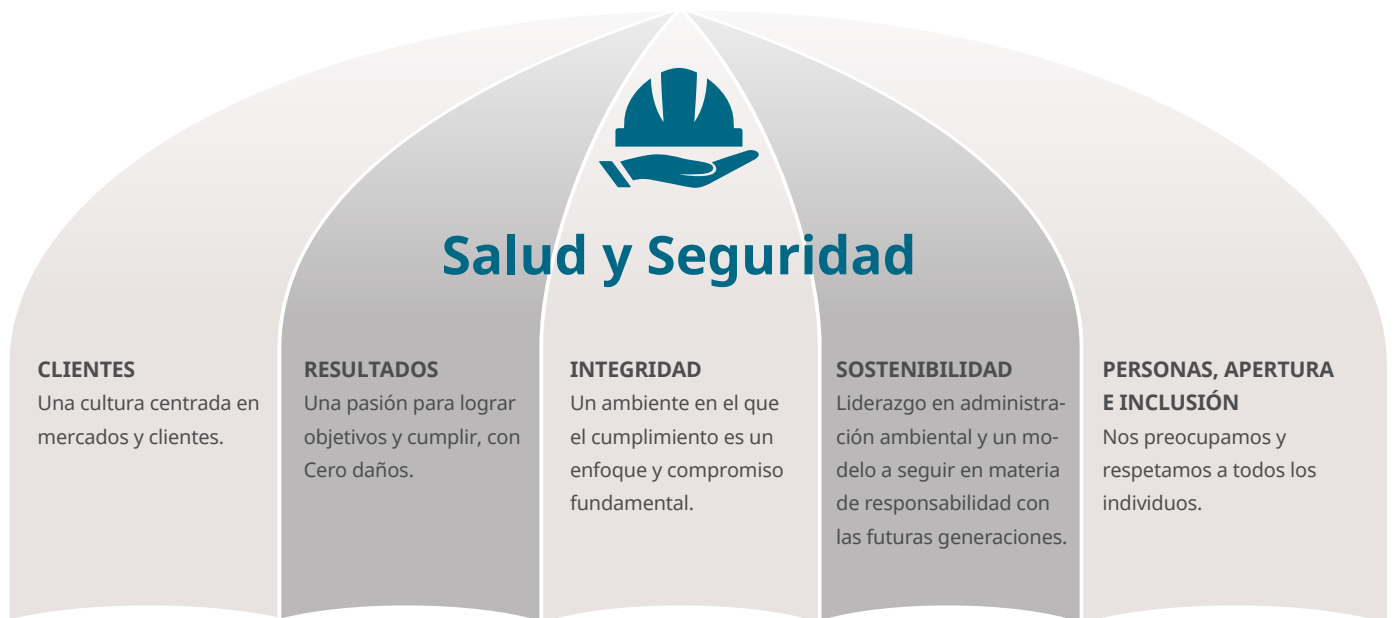 Salud y Seguridad
CLIENTES
Una cultura centrada en
mercados y clientes.
RESULTADOS
Una pasión para lograr
objetivos y cumplir, con
Cero daños.
INTEGRIDAD
Un ambiente en el que
el cumplimiento es un
enfoque y compromiso
fundamental.
SOSTENIBILIDAD
Liderazgo en administra-
ción ambiental y un mo-
delo a seguir en materia
de responsabilidad con
las futuras generaciones.
PERSONAS, APERTURA
E INCLUSIÓN
Nos preocupamos y
respetamos a todos los
individuos.